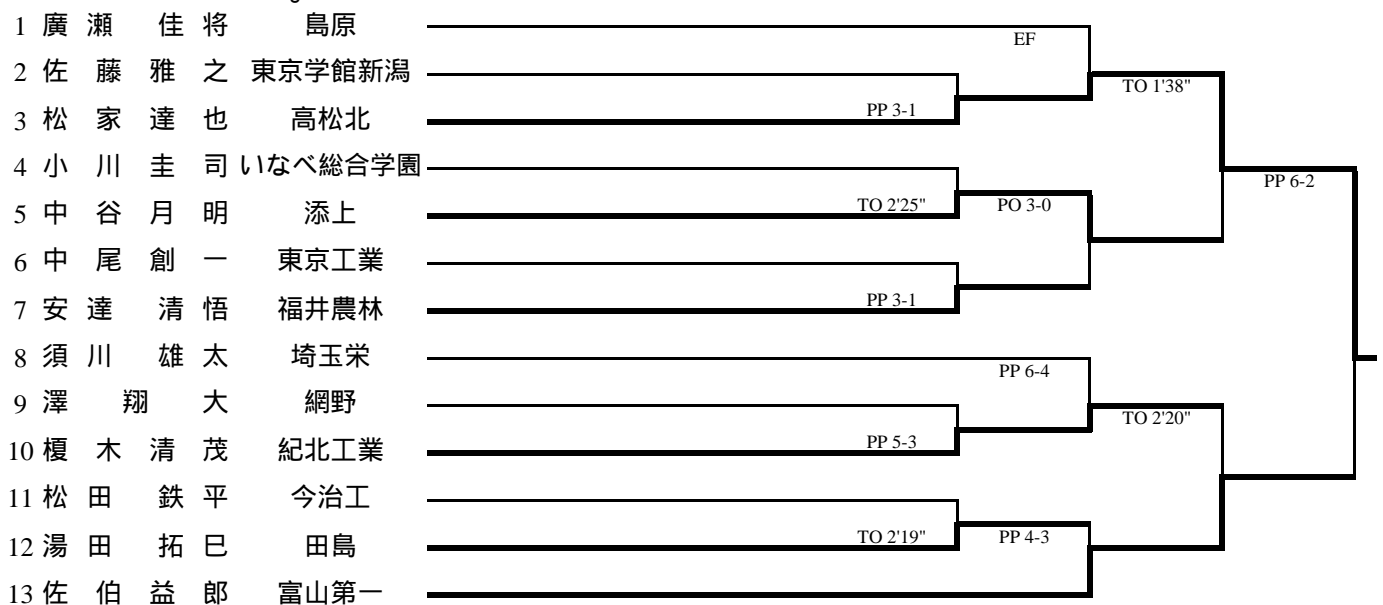 1 廣瀬 佳将 島原
EF
2 佐藤雅之 東京学館新潟
TO 1'38"
3 松家達也 高松北
PP 3-1
4 小川圭司 いなべ総合学園
PP 6-2
5 中谷月明 添上
TO 2'25"
PO 3-0
6 中尾創一 東京工業
7 安達 清悟 福井農林
PP 3-1
8 須川 雄太 埼玉栄
PP 6-4
9 澤 翔大 網野
TO 2'20"
10 榎木清茂 紀北工業
PP 5-3
11 松田 鉄平 今治工
12 湯田 拓巳 田島
TO 2'19"
PP 4-3
13 佐伯益郎 富山第一